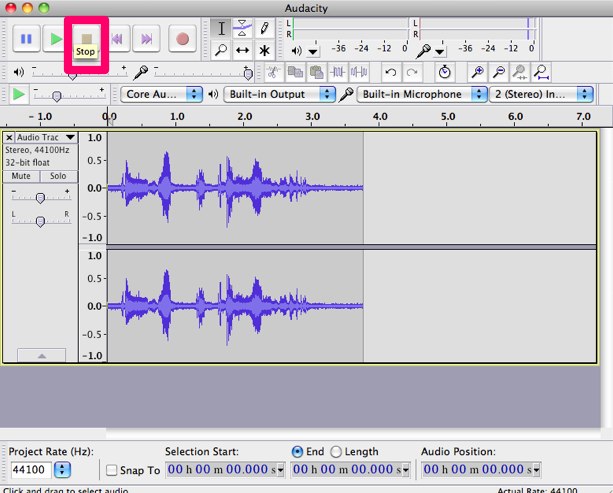 Audacity
L
R
-36 -24 -12 0
L
R
-36 -24 -12 0
Stop
- +
- +
Core Au...
Built-in Output
Built-in Microphone
2 (Stereo) In...
- 1.0 0.0 1.0 2.0 3.0 4.0 5.0 6.0 7.0
Audio Trac
Stereo, 44100Hz
32-bit float
Mute Solo
- +
L R
1.0
0.5
0.0
-0.5
-1.0
1.0
0.5
0.0
-0.5
-1.0
Project Rate (Hz):
44100
Snap To
Selection Start:
00 h 00 m 00.000 s
End Length
00 h 00 m 00.000 s
Audio Position:
00 h 00 m 00.000 s
Click and drag to select audio
Actual Rate: 44100